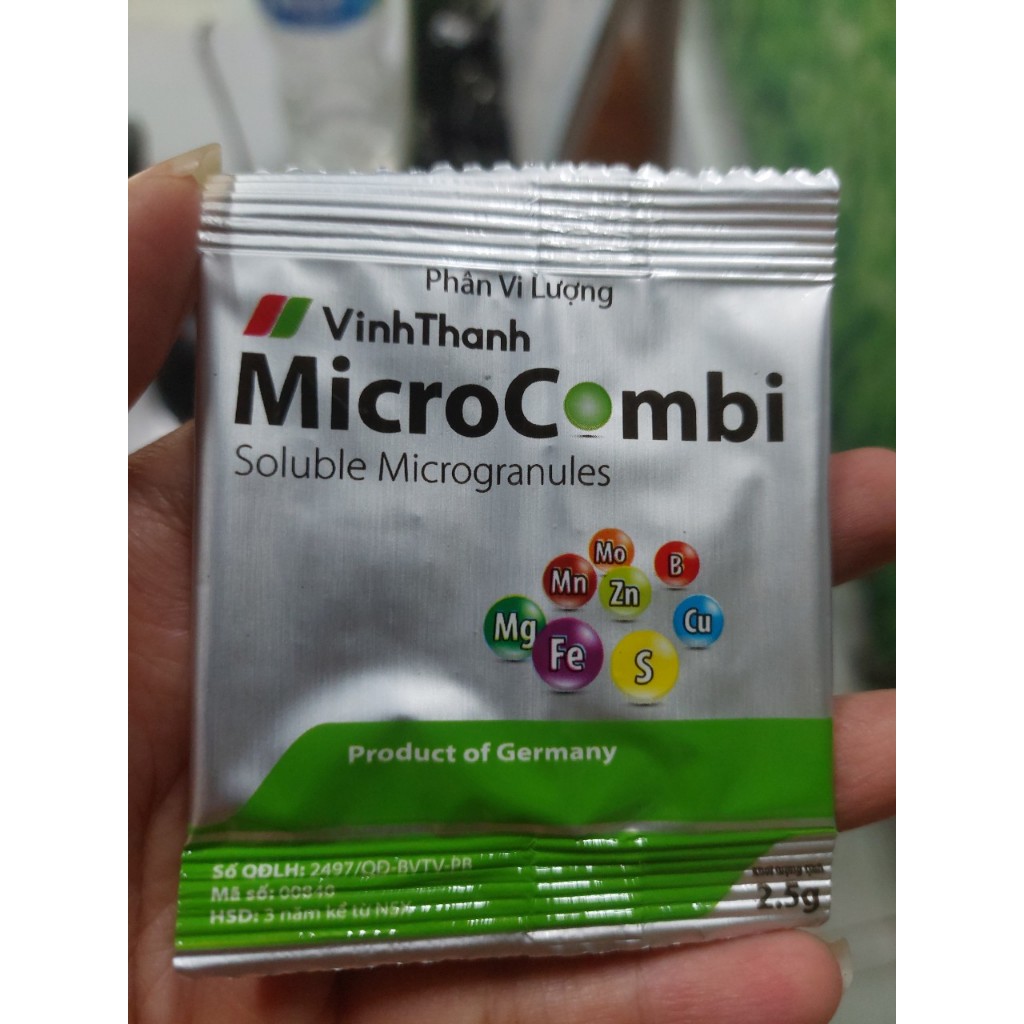 Phân Vi Lượng
VinhThanh
MicroCombi
Soluble Microgranules
Mo
B
Mn
Zn
Cu
Mg
Fe
S
Product of Germany
Số QĐLH: 2497/QĐ-BVTV-PB
Mã số:
HSD: 3 năm kể từ NSX
2.5g